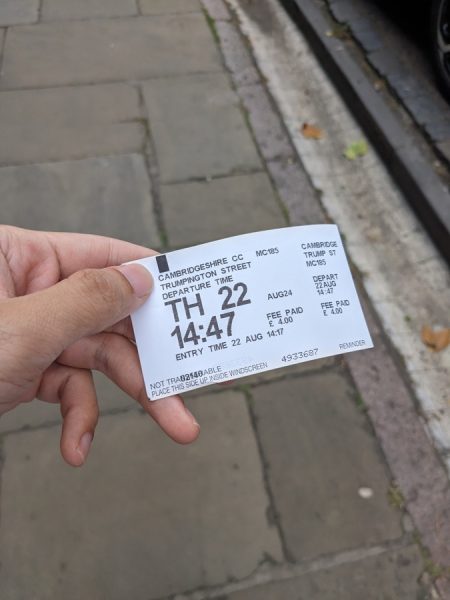 CAMBRIDGESHIRE CC MC185
TRUMPINGTON STREET
DEPARTURE TIME
TH 22 AUG24
14:47 FEE PAID
£ 4.00
ENTRY TIME 22 AUG 14:17
NOT TRANSFERABLE 4933687
PLACE THIS SIDE UP INSIDE WINDSCREEN
CAMBRIDGE
TRUMP ST
MC185
DEPART
22AUG
14:47
FEE PAID
£ 4.00
REMINDER